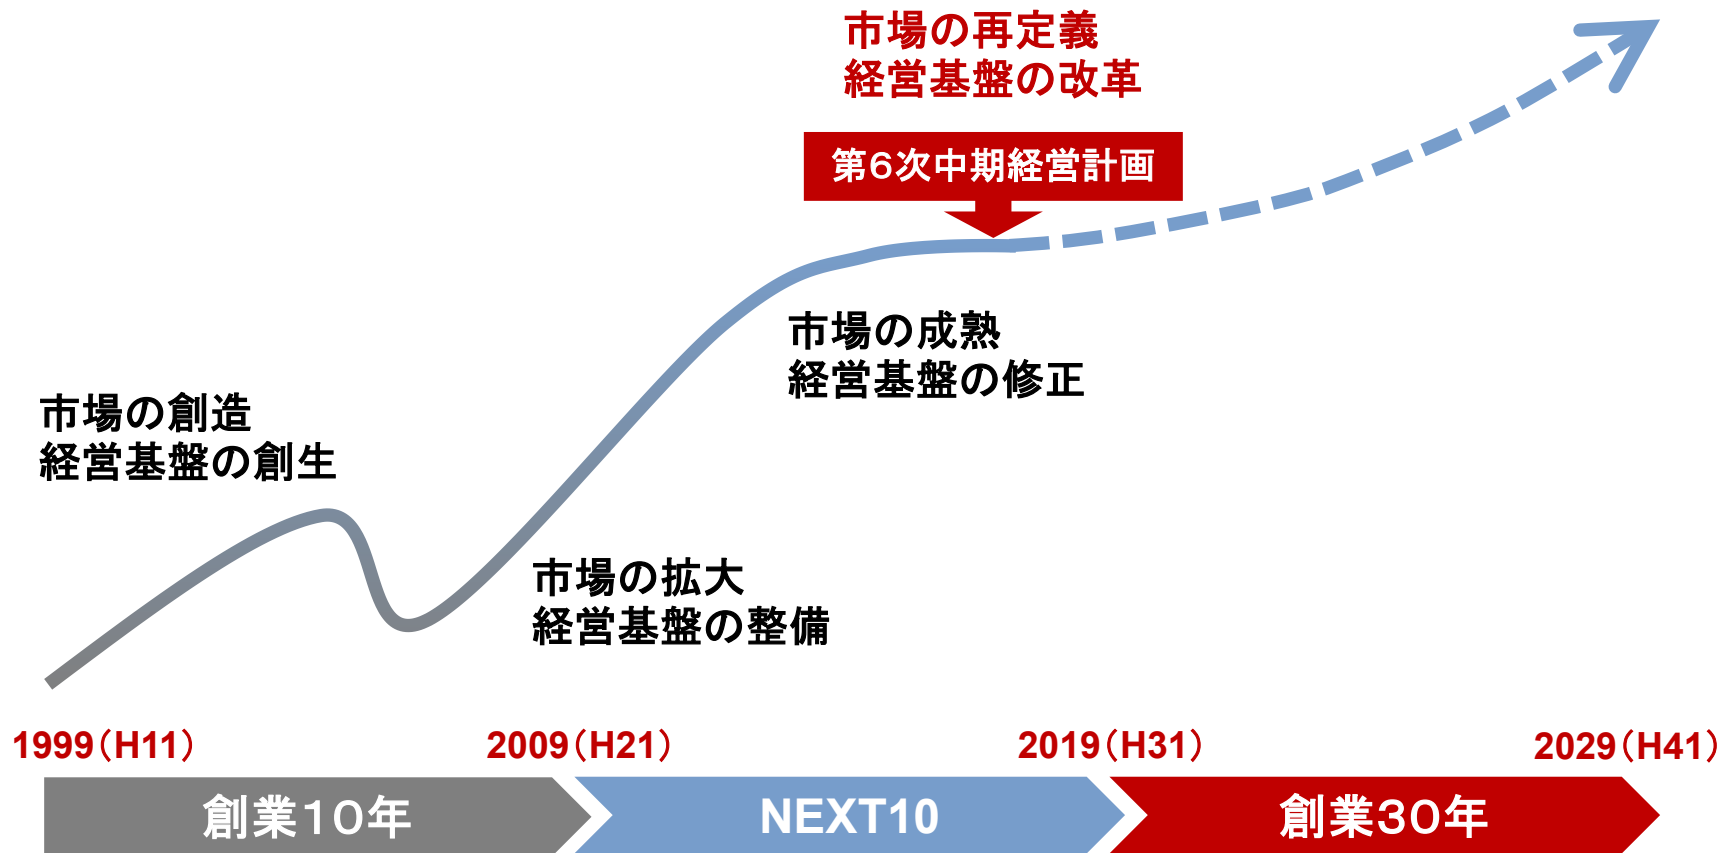 市場の再定義
経営基盤の改革
第6次中期経営計画
市場の成熟
経営基盤の修正
市場の創造
経営基盤の創生
市場の拡大
経営基盤の整備
1999(H11)
2009(H21)
2019(H31)
2029(H41)
創業10年
NEXT10
創業30年